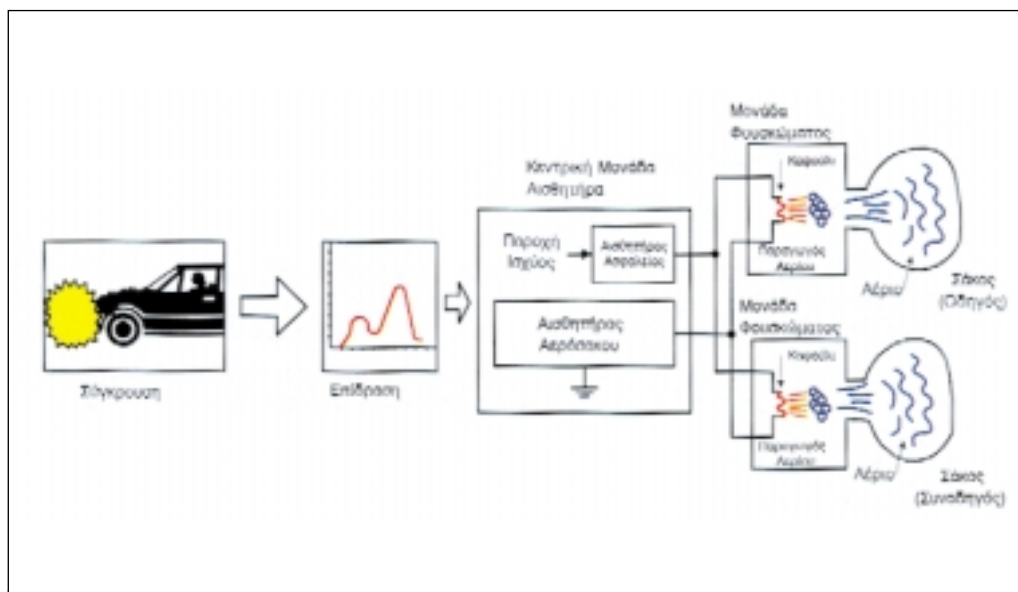 Σύγκρουση
Επίδραση
Κεντρική Μονάδα
Αισθητήρα
Παροχή
Ισχύος
Αισθητήρας
Ασφαλείας
Αισθητήρας
Αερόσακου
Μονάδα
Φουσκώματος
Καψούλι
Παραγωγός
Αερίου
Αέριο
Σάκος
(Οδηγός)
Μονάδα
Φουσκώματος
Καψούλι
Παραγωγός
Αερίου
Αέριο
Σάκος
(Συνοδηγός)